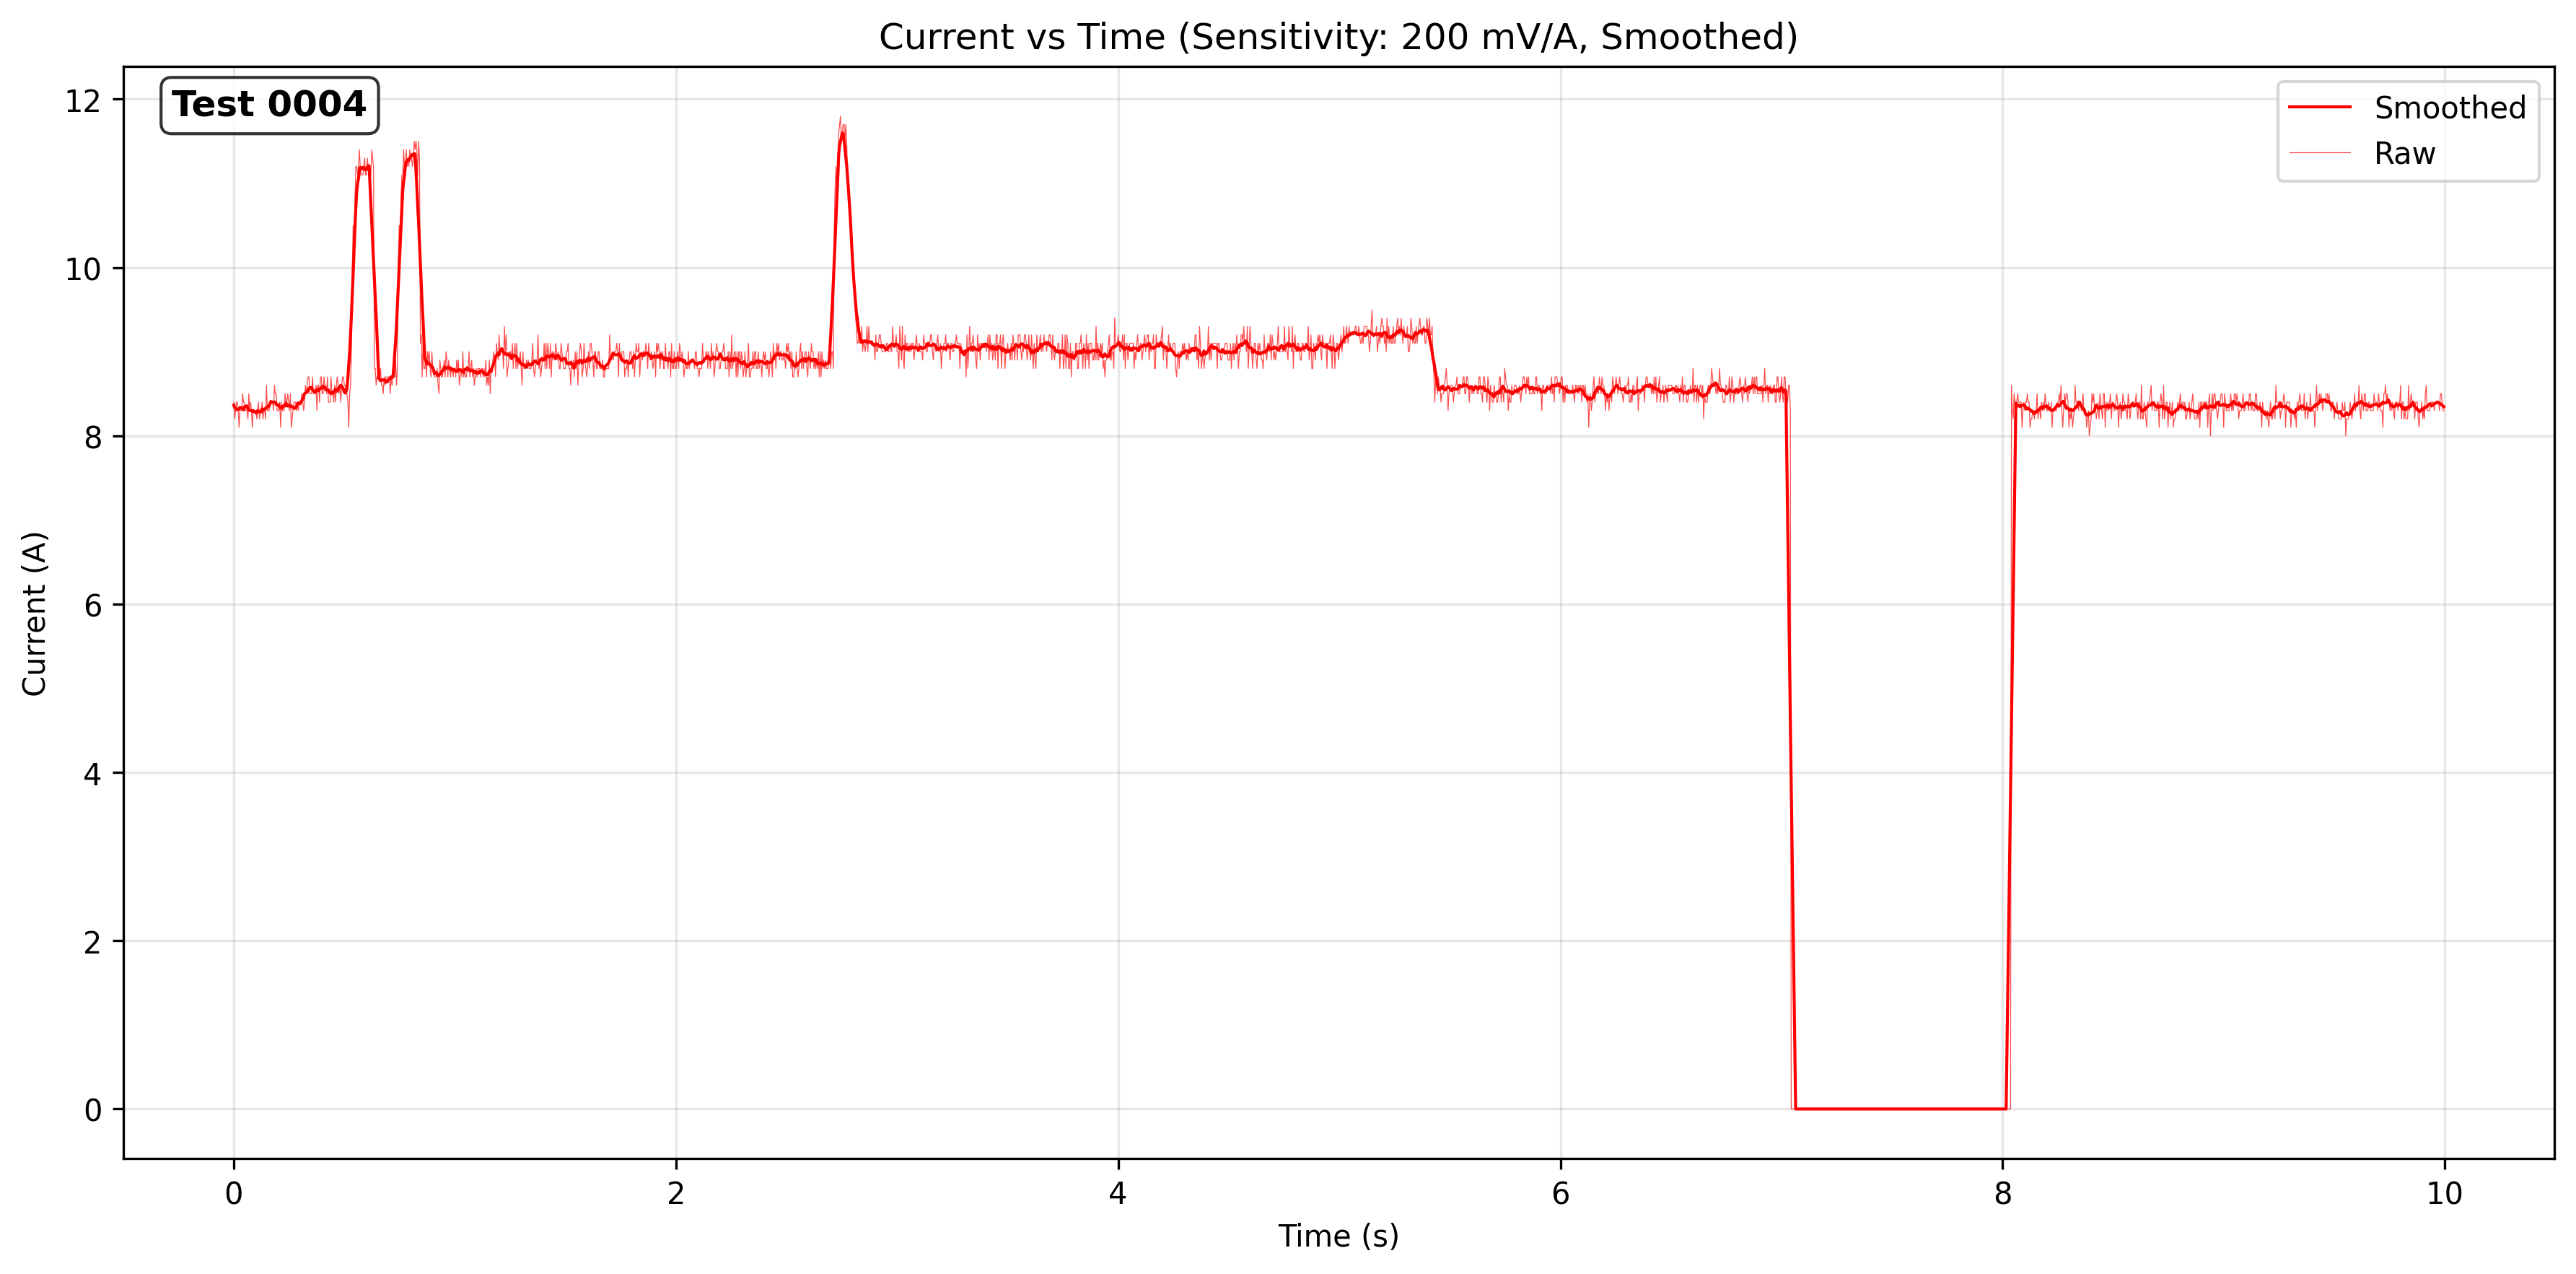 Current vs Time (Sensitivity: 200 mV/A, Smoothed)
Test 0004
Smoothed
Raw
Current (A)
12
10
8
6
4
2
0
0 2 4 6 8 10
Time (s)